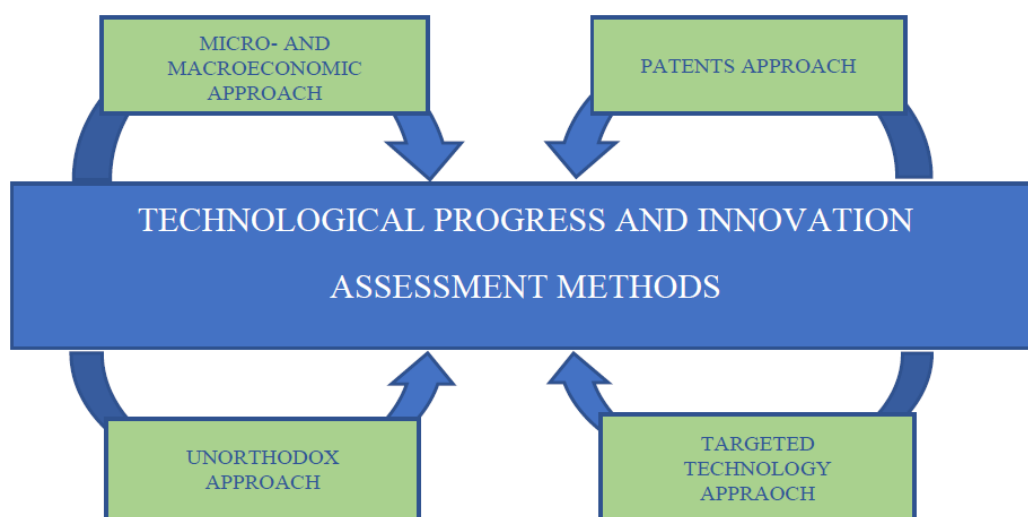 MICRO- AND
MACROECONOMIC
APPROACH
PATENTS APPROACH
TECHNOLOGICAL PROGRESS AND INNOVATION
ASSESSMENT METHODS
UNORTHODOX
APPROACH
TARGETED
TECHNOLOGY
APPRAOCH